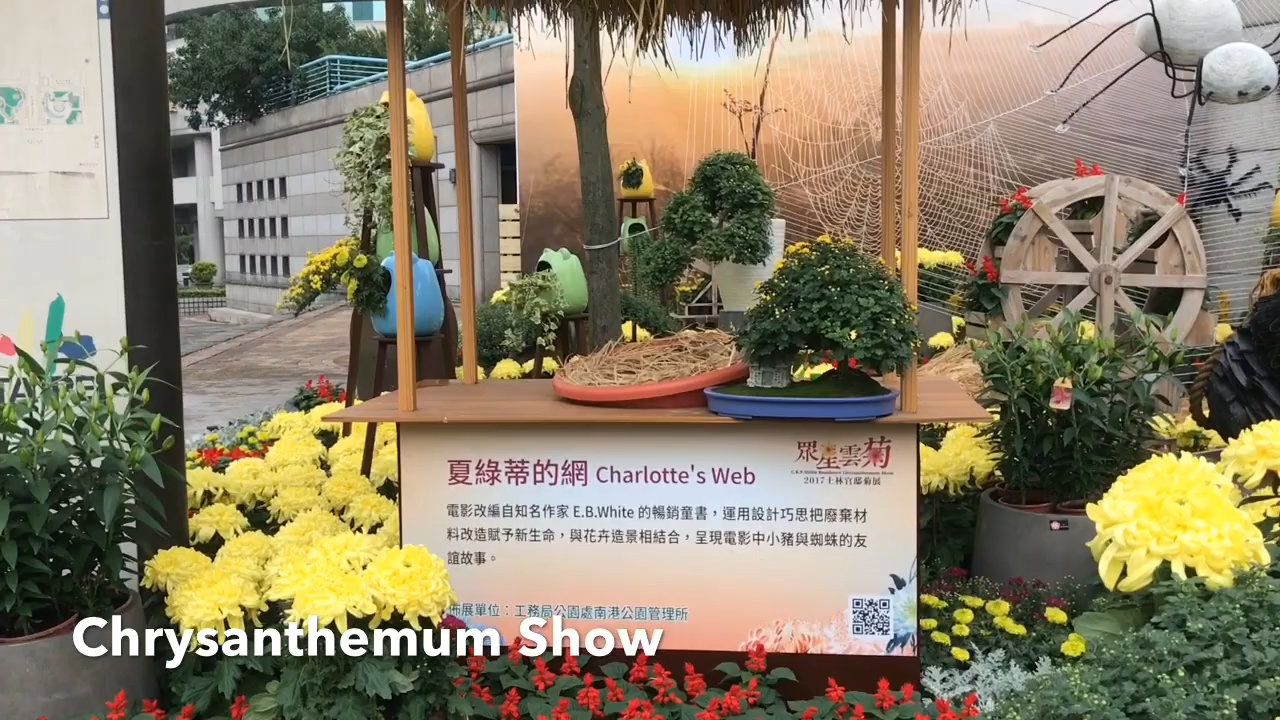 眾星雲菊
2017士林官邸菊展
夏綠蒂的網 Charlotte's Web
電影改編自知名作家 E.B.White 的暢銷童書，運用設計巧思把廢棄材
料改造賦予新生命，與花卉造景相結合，呈現電影中小豬與蜘蛛的友
誼故事。
佈展單位：工務局公園處南港公園管理所
Chrysanthemum Show